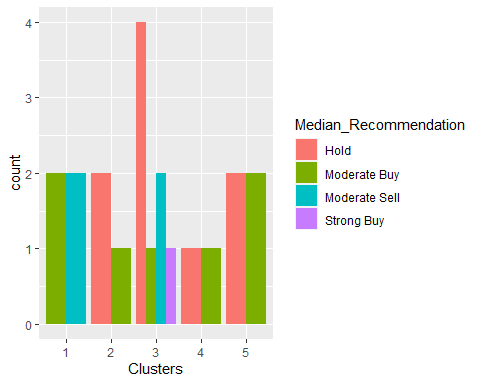 4
3
2
1
0
count
1 2 3 4 5
Clusters
Median_Recommendation
Hold
Moderate Buy
Moderate Sell
Strong Buy